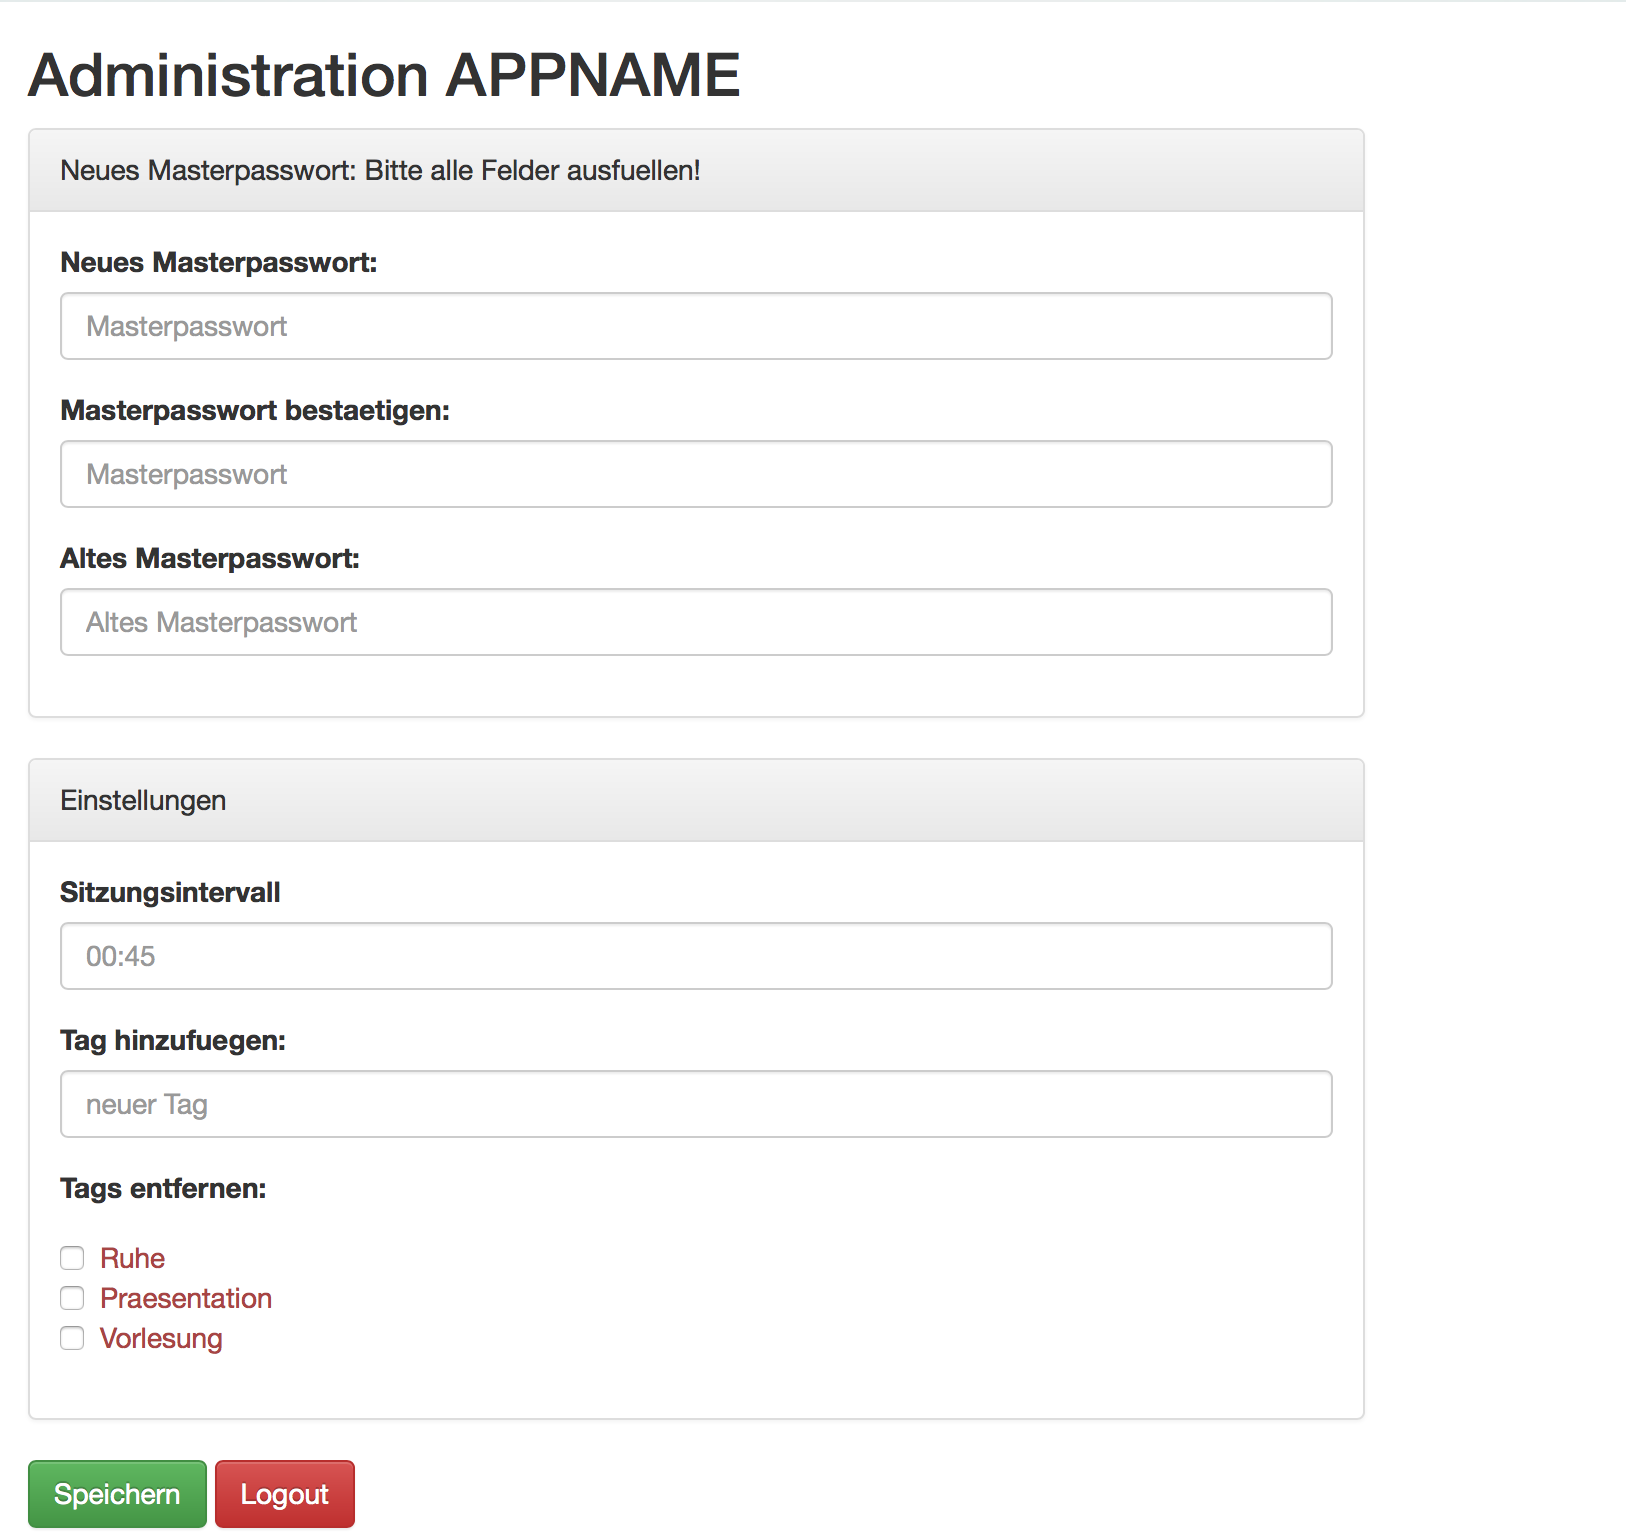 Administration APPNAME
Neues Masterpasswort: Bitte alle Felder ausfuellen!
Neues Masterpasswort:
Masterpasswort
Masterpasswort bestaetigen:
Masterpasswort
Altes Masterpasswort:
Altes Masterpasswort
Einstellungen
Sitzungsintervall
00:45
Tag hinzufuegen:
neuer Tag
Tags entfernen:
Ruhe
Praesentation
Vorlesung
Speichern Logout